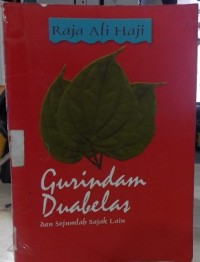 Raja Ali Haji
Gurindam
Duabelas
dan Sejumlah Sajak Lain